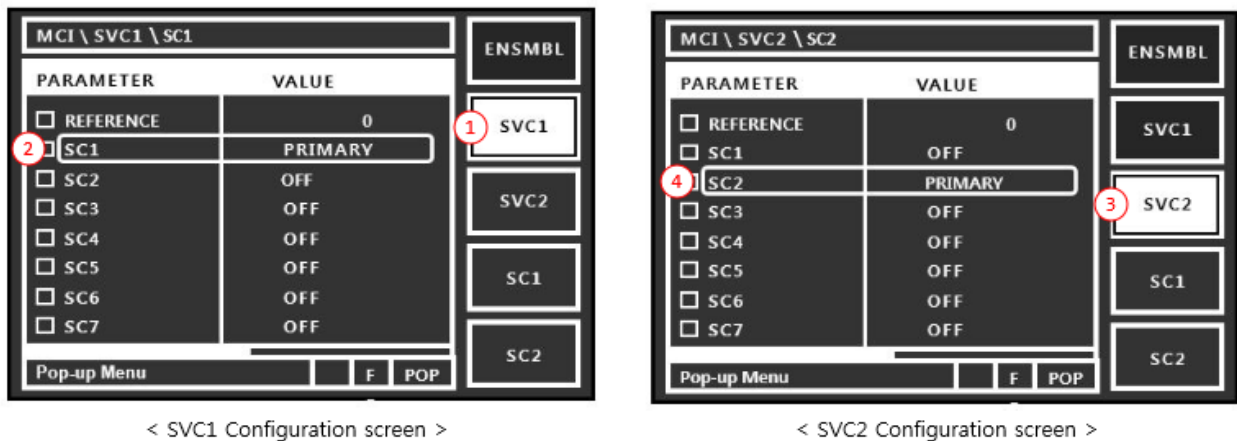 MCI \ SVC1 \ SC1
PARAMETER VALUE
REFERENCE 0
2 SC1 PRIMARY
SC2 OFF
SC3 OFF
SC4 OFF
SC5 OFF
SC6 OFF
SC7 OFF
Pop-up Menu F POP
ENSMBL
1 SVC1
SVC2
SC1
SC2
< SVC1 Configuration screen >
MCI \ SVC2 \ SC2
PARAMETER VALUE
REFERENCE 0
SC1 OFF
4 SC2 PRIMARY
SC3 OFF
SC4 OFF
SC5 OFF
SC6 OFF
SC7 OFF
Pop-up Menu F POP
ENSMBL
SVC1
3 SVC2
SC1
SC2
< SVC2 Configuration screen >